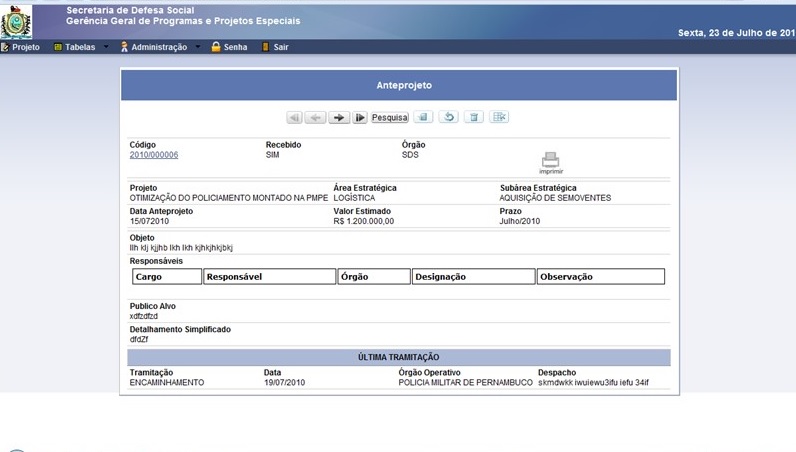 Secretaria de Defesa Social
Gerência Geral de Programas e Projetos Especiais
Sexta, 23 de Julho de 201
Projeto Tabelas Administração Senha Sair
Anteprojeto
Pesquisa
Código Recebido Órgão
2010/000006 SIM SDS
imprimir
Projeto Área Estratégica Subárea Estratégica
OTIMIZAÇÃO DO POLICIAMENTO MONTADO NA PMPE LOGÍSTICA AQUISIÇÃO DE SEMOVENTES
Data Anteprojeto Valor Estimado Prazo
15/072010 R$ 1.200.000,00 Julho/2010
Objeto
llh klj kjjhb lkh lkh kjhkjhkjbkj
Responsáveis
Cargo Responsável Órgão Designação Observação
Publico Alvo
xdfzdfzd
Detalhamento Simplificado
dfdZf
ÚLTIMA TRAMITAÇÃO
Tramitação Data Órgão Operativo Despacho
ENCAMINHAMENTO 19/07/2010 POLICIA MILITAR DE PERNAMBUCO skmdwkk iwuiewu3ifu iefu 34if